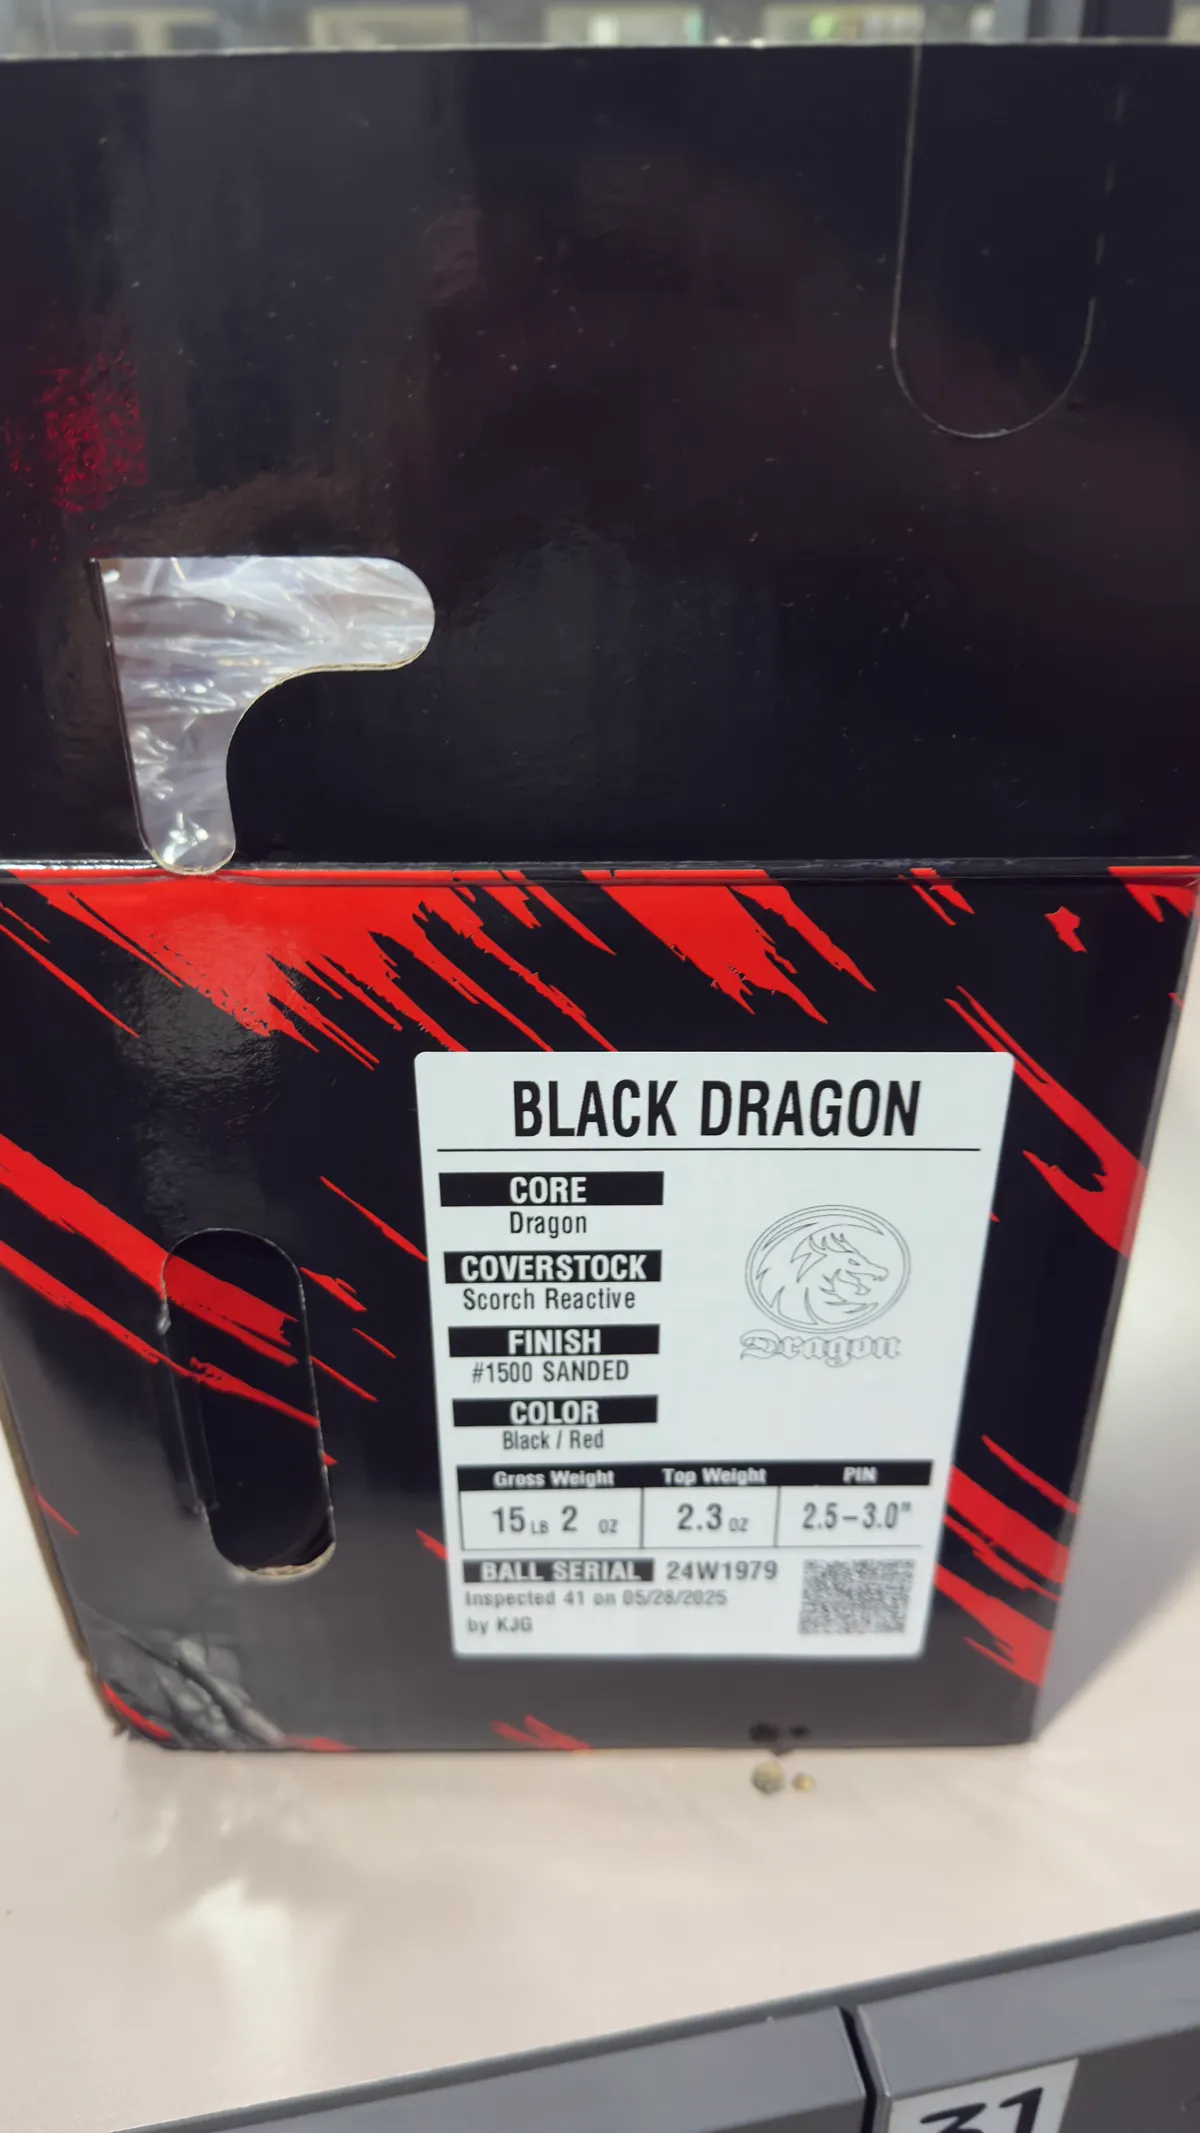 BLACK DRAGON
CORE
Dragon
COVERSTOCK
Scorch Reactive
FINISH
#1500 SANDED
COLOR
Black / Red
Dragon
Gross Weight Top Weight PIN
15 LB 2 OZ 2.3 OZ 2.5-3.0"
BALL SERIAL 24W1979
Inspected 41 on 05/28/2025
by KJG
31